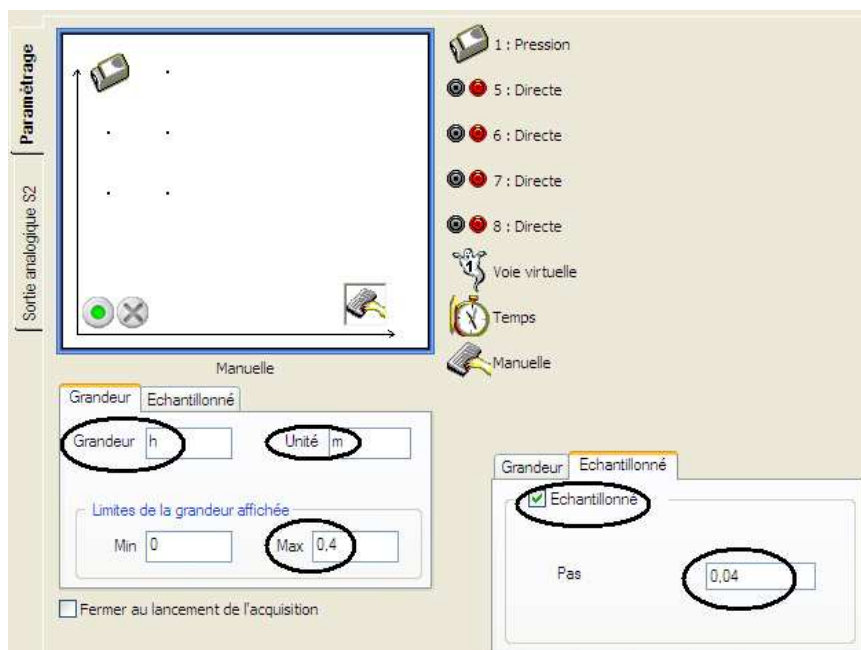 Paramétrage
Sortie analogique S2
1 : Pression
5 : Directe
6 : Directe
7 : Directe
8 : Directe
1
Voie virtuelle
Temps
Manuelle
Manuelle
Grandeur Echantillonné
Grandeur h Unité m
Limites de la grandeur affichée
Min 0 Max 0,4
Fermer au lancement de l'acquisition
Grandeur Echantillonné
Echantillonné
Pas 0,04